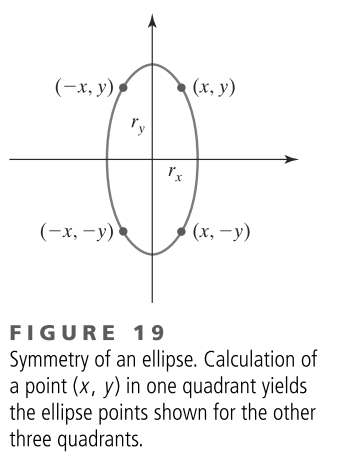 (−x, y)
(x, y)
r_y
r_x
(−x, −y)
(x, −y)
FIGURE 19
Symmetry of an ellipse. Calculation of
a point (x, y) in one quadrant yields
the ellipse points shown for the other
three quadrants.